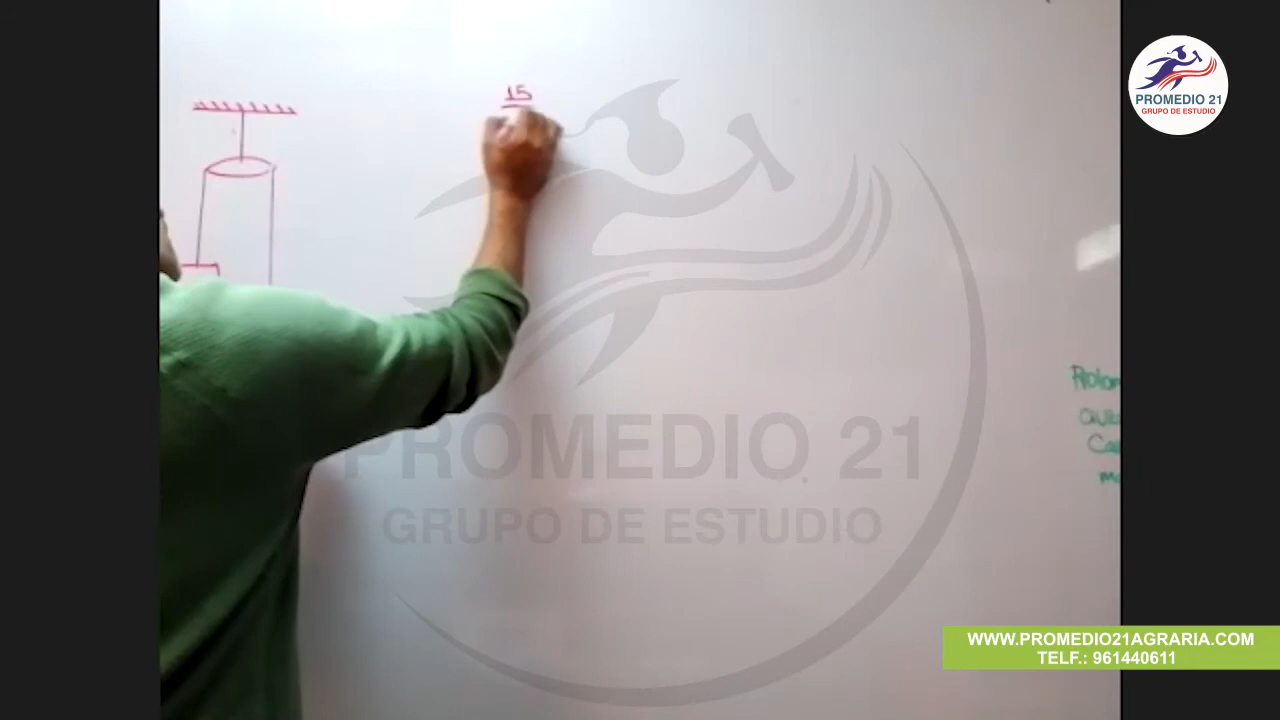 15
PROMEDIO 21
GRUPO DE ESTUDIO
PROMEDIO 21
GRUPO DE ESTUDIO
WWW.PROMEDIO21AGRARIA.COM
TELF.: 961440611